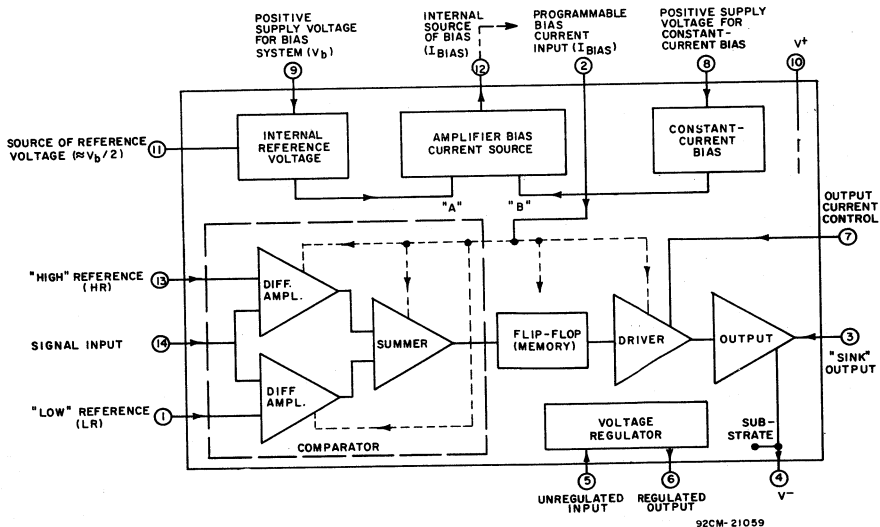 POSITIVE
SUPPLY VOLTAGE
FOR BIAS
SYSTEM (Vb)
9
INTERNAL
SOURCE
OF BIAS
(IBIAS)
12
PROGRAMMABLE
BIAS
CURRENT
INPUT (IBIAS)
2
POSITIVE SUPPLY
VOLTAGE FOR
CONSTANT-
CURRENT BIAS
8
V+
10
SOURCE OF REFERENCE
VOLTAGE (≈Vb/2)
11
INTERNAL
REFERENCE
VOLTAGE
AMPLIFIER BIAS
CURRENT SOURCE
CONSTANT-
CURRENT
BIAS
"A"
"B"
OUTPUT
CURRENT
CONTROL
7
"HIGH" REFERENCE
(HR)
13
DIFF.
AMPL.
SIGNAL INPUT
14
SUMMER
FLIP-FLOP
(MEMORY)
DRIVER
OUTPUT
3
"SINK"
OUTPUT
"LOW" REFERENCE
(LR)
1
DIFF
AMPL.
COMPARATOR
VOLTAGE
REGULATOR
SUB-
STRATE
5
UNREGULATED
INPUT
6
REGULATED
OUTPUT
4
V−
92CM-21059